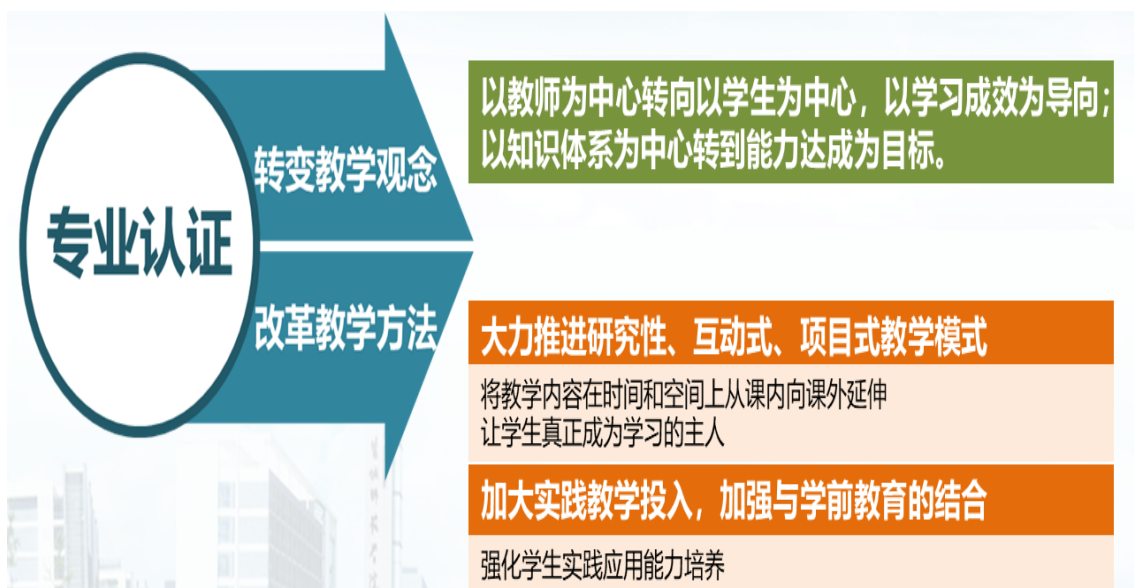 专业认证
转变教学观念
以教师为中心转向以学生为中心，以学习成效为导向；
以知识体系为中心转到能力达成为目标。
改革教学方法
大力推进研究性、互动式、项目式教学模式
将教学内容在时间和空间上从课内向课外延伸
让学生真正成为学习的主人
加大实践教学投入，加强与学前教育的结合
强化学生实践应用能力培养